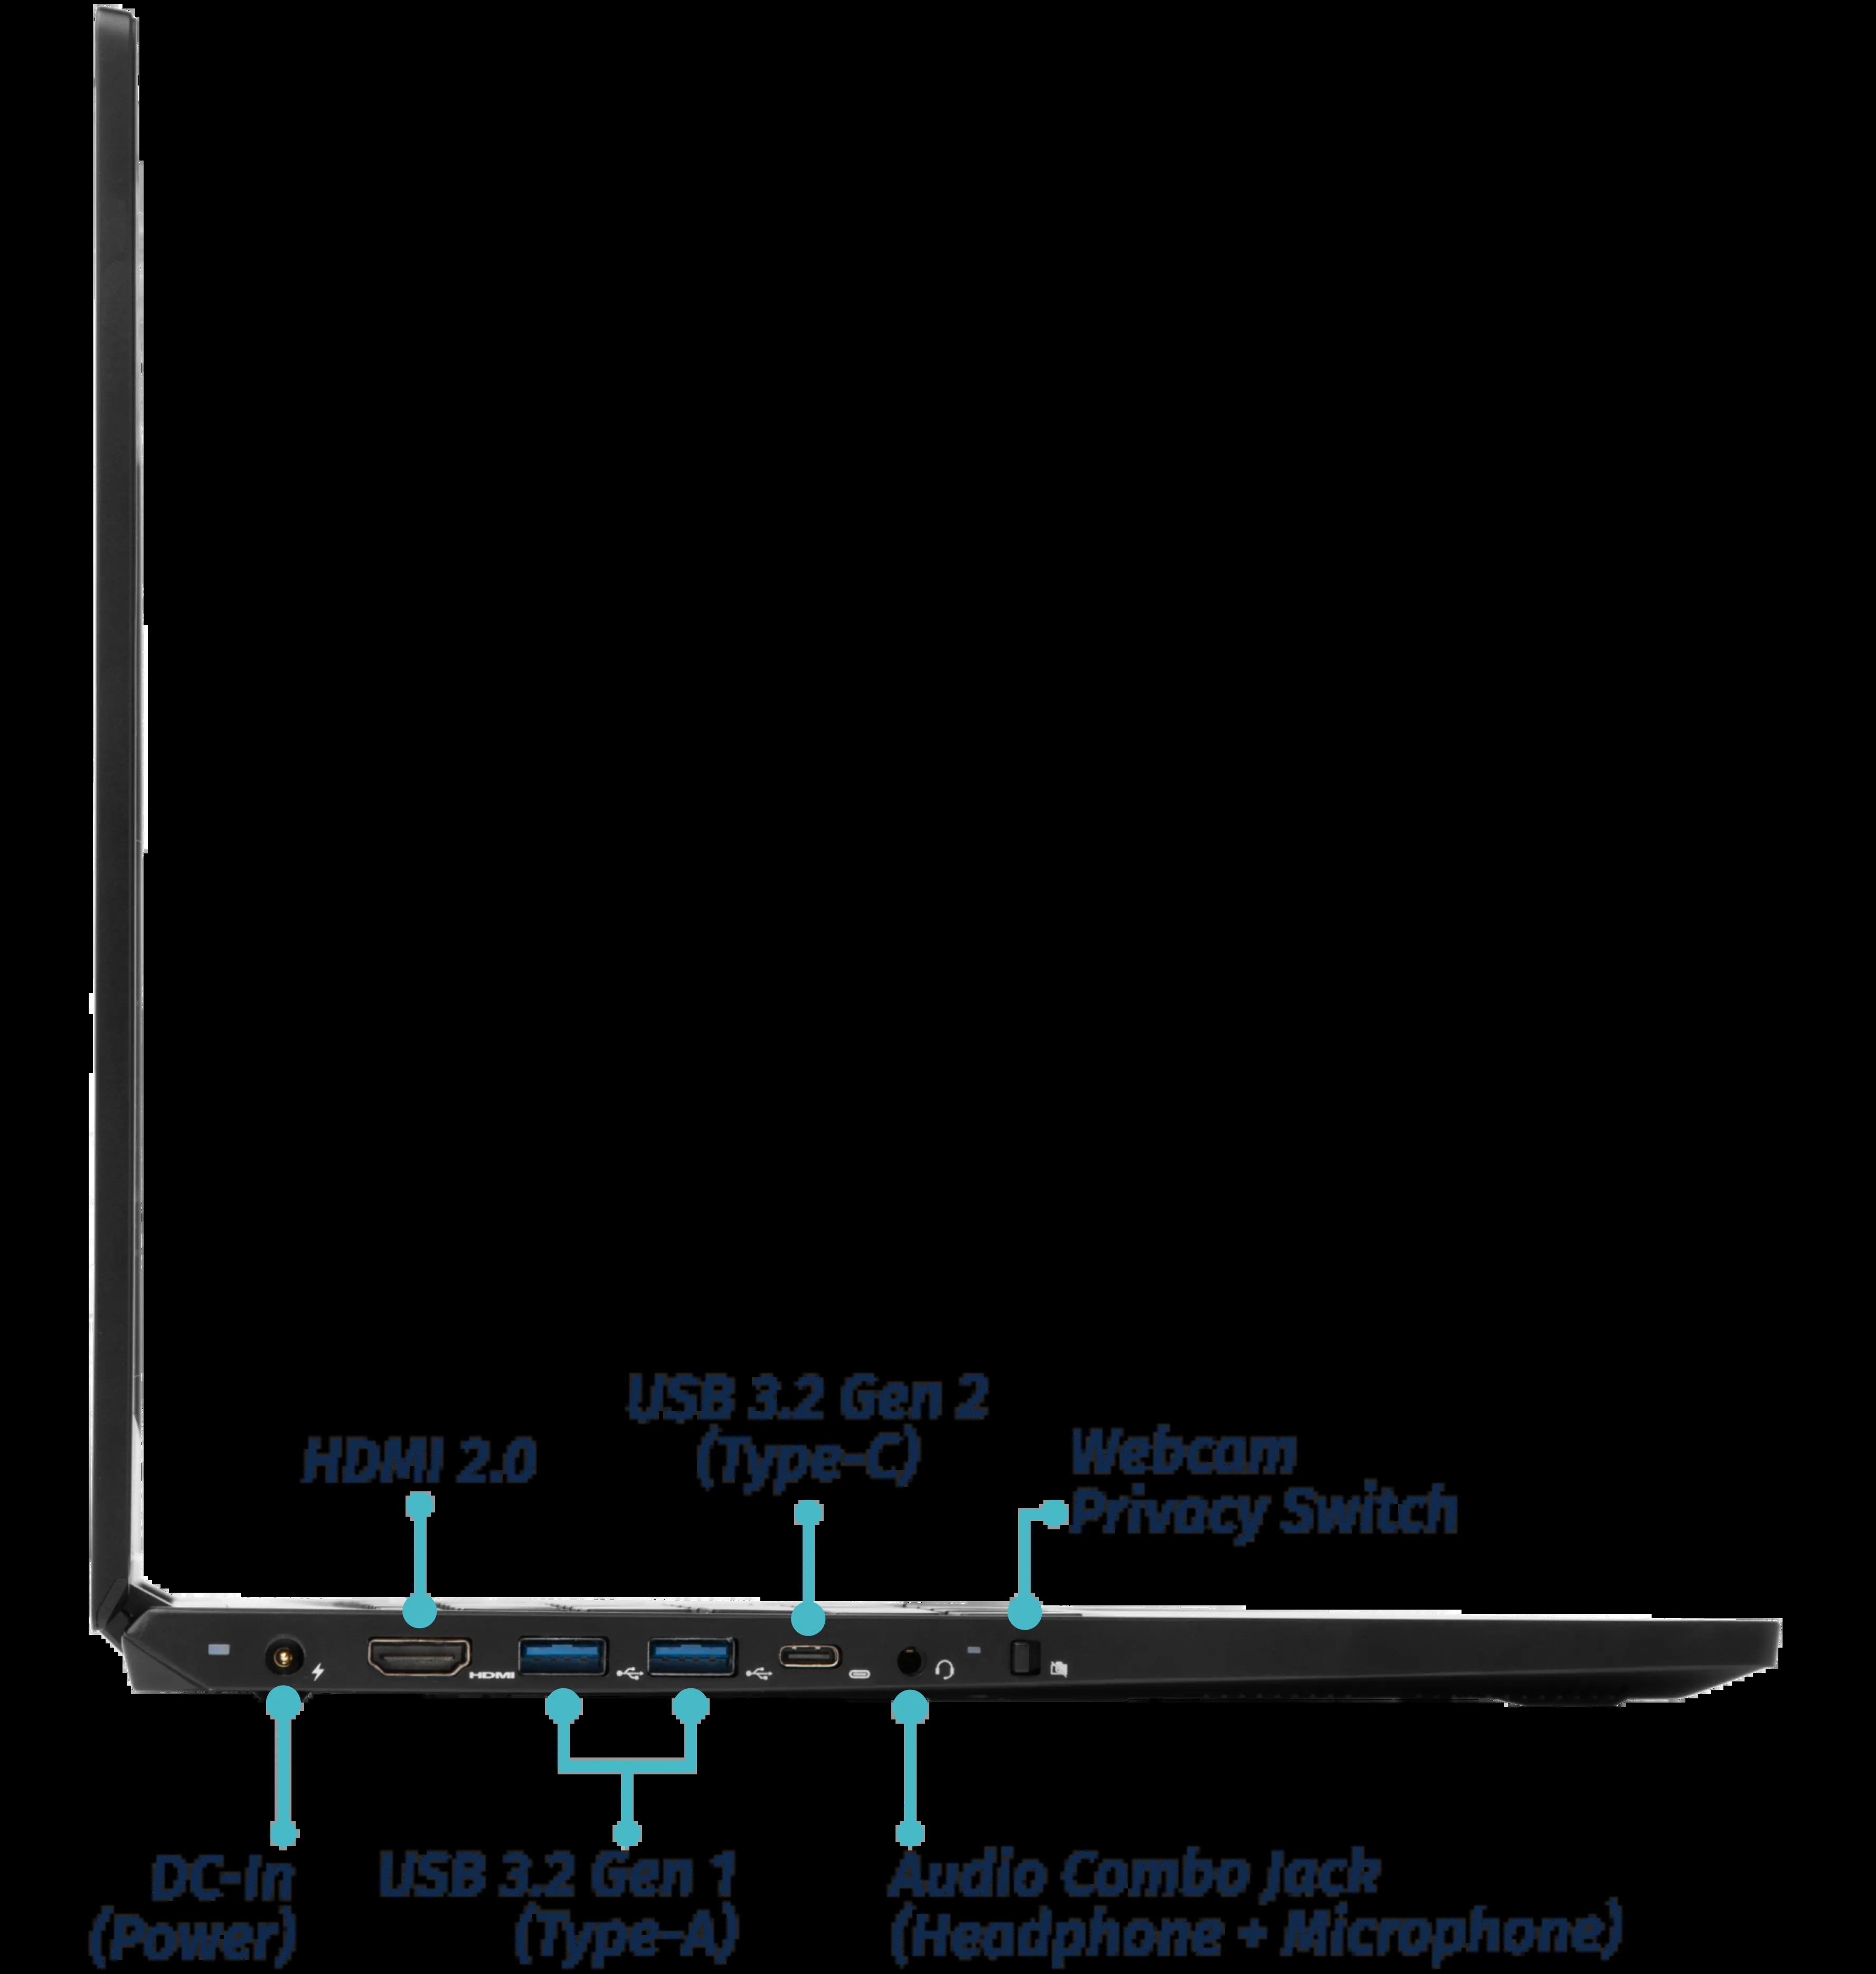 USB 3.2 Gen 2
(Type-C)
HDMI 2.0
Webcam
Privacy Switch
HDMI
DC-In
(Power)
USB 3.2 Gen 1
(Type-A)
Audio Combo Jack
(Headphone + Microphone)